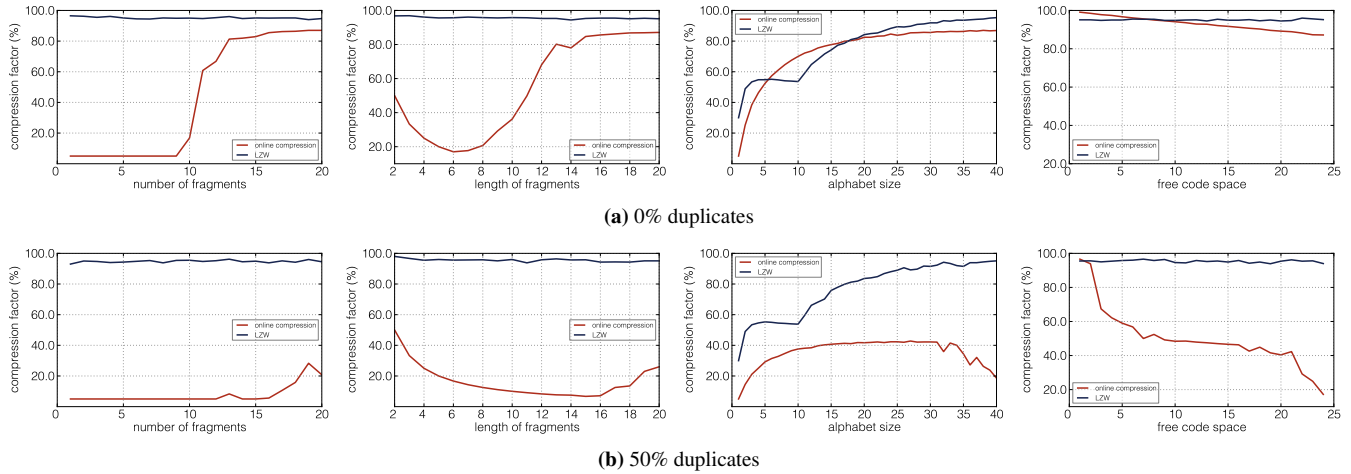 compression factor (%)
100.0
80.0
60.0
40.0
20.0
0 5 10 15 20
number of fragments
online compression
LZW
compression factor (%)
100.0
80.0
60.0
40.0
20.0
2 4 6 8 10 12 14 16 18 20
length of fragments
online compression
LZW
compression factor (%)
100.0
80.0
60.0
40.0
20.0
0 5 10 15 20 25 30 35 40
alphabet size
online compression
LZW
compression factor (%)
100.0
80.0
60.0
40.0
20.0
0 5 10 15 20 25
free code space
online compression
LZW
(a) 0% duplicates
compression factor (%)
100.0
80.0
60.0
40.0
20.0
0 5 10 15 20
number of fragments
online compression
LZW
compression factor (%)
100.0
80.0
60.0
40.0
20.0
2 4 6 8 10 12 14 16 18 20
length of fragments
online compression
LZW
compression factor (%)
100.0
80.0
60.0
40.0
20.0
0 5 10 15 20 25 30 35 40
alphabet size
online compression
LZW
compression factor (%)
100.0
80.0
60.0
40.0
20.0
0 5 10 15 20 25
free code space
online compression
LZW
(b) 50% duplicates